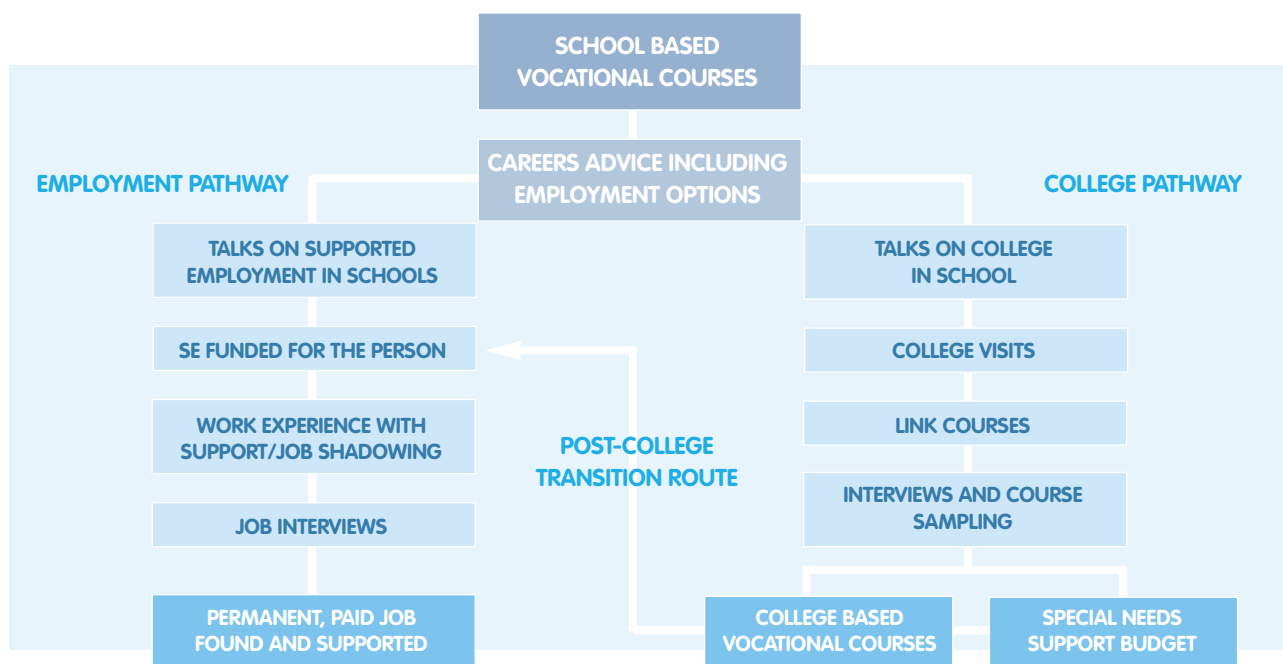 SCHOOL BASED
VOCATIONAL COURSES
CAREERS ADVICE INCLUDING
EMPLOYMENT OPTIONS
EMPLOYMENT PATHWAY
TALKS ON SUPPORTED
EMPLOYMENT IN SCHOOLS
SE FUNDED FOR THE PERSON
WORK EXPERIENCE WITH
SUPPORT/JOB SHADOWING
JOB INTERVIEWS
PERMANENT, PAID JOB
FOUND AND SUPPORTED
POST-COLLEGE
TRANSITION ROUTE
COLLEGE PATHWAY
TALKS ON COLLEGE
IN SCHOOL
COLLEGE VISITS
LINK COURSES
INTERVIEWS AND COURSE
SAMPLING
COLLEGE BASED
VOCATIONAL COURSES
SPECIAL NEEDS
SUPPORT BUDGET